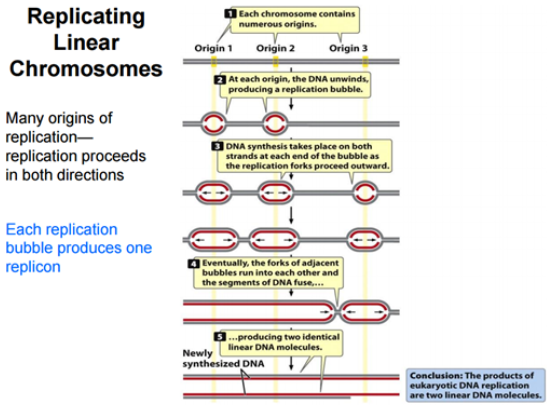 Replicating
Linear
Chromosomes
Many origins of
replication—
replication proceeds
in both directions
Each replication
bubble produces one
replicon
1 Each chromosome contains
numerous origins.
Origin 1 Origin 2 Origin 3
2 At each origin, the DNA unwinds,
producing a replication bubble.
3 DNA synthesis takes place on both
strands at each end of the bubble as
the replication forks proceed outward.
4 Eventually, the forks of adjacent
bubbles run into each other and
the segments of DNA fuse,…
5 …producing two identical
linear DNA molecules.
Newly
synthesized DNA
Conclusion: The products of
eukaryotic DNA replication
are two linear DNA molecules.